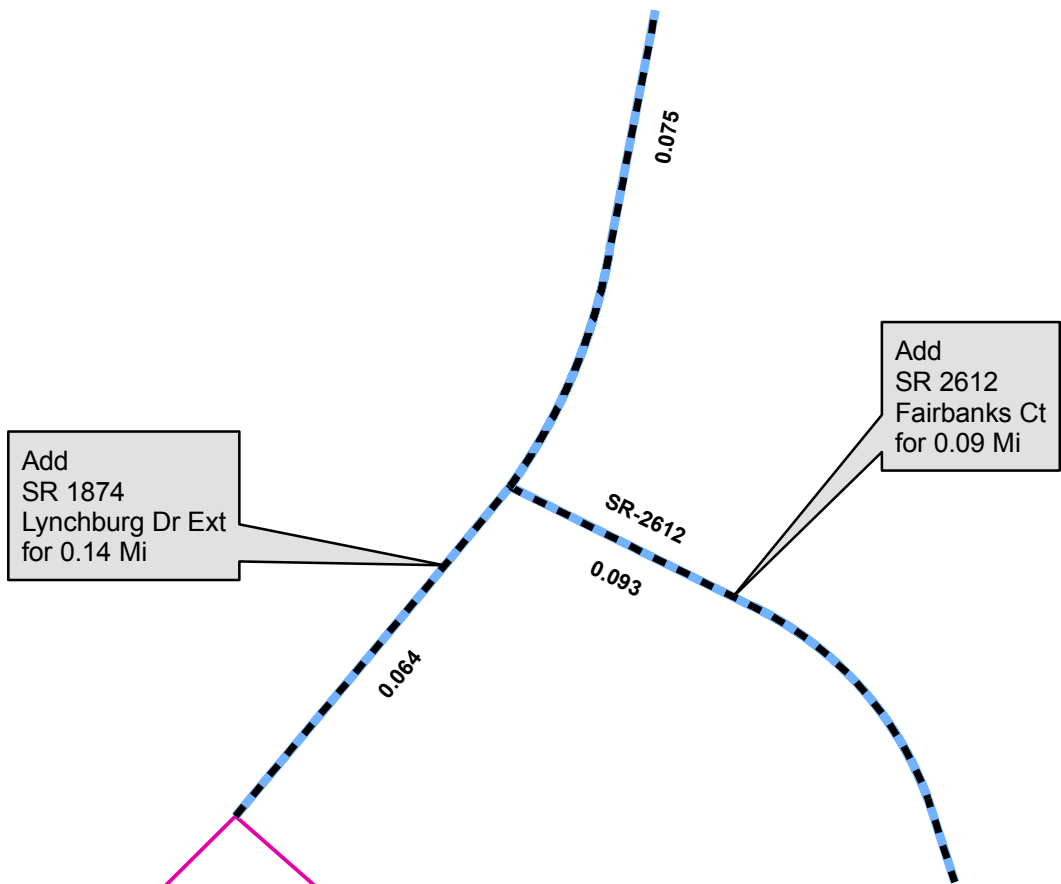 0.075
Add
SR 2612
Fairbanks Ct
for 0.09 Mi
Add
SR 1874
Lynchburg Dr Ext
for 0.14 Mi
SR-2612
0.093
0.064